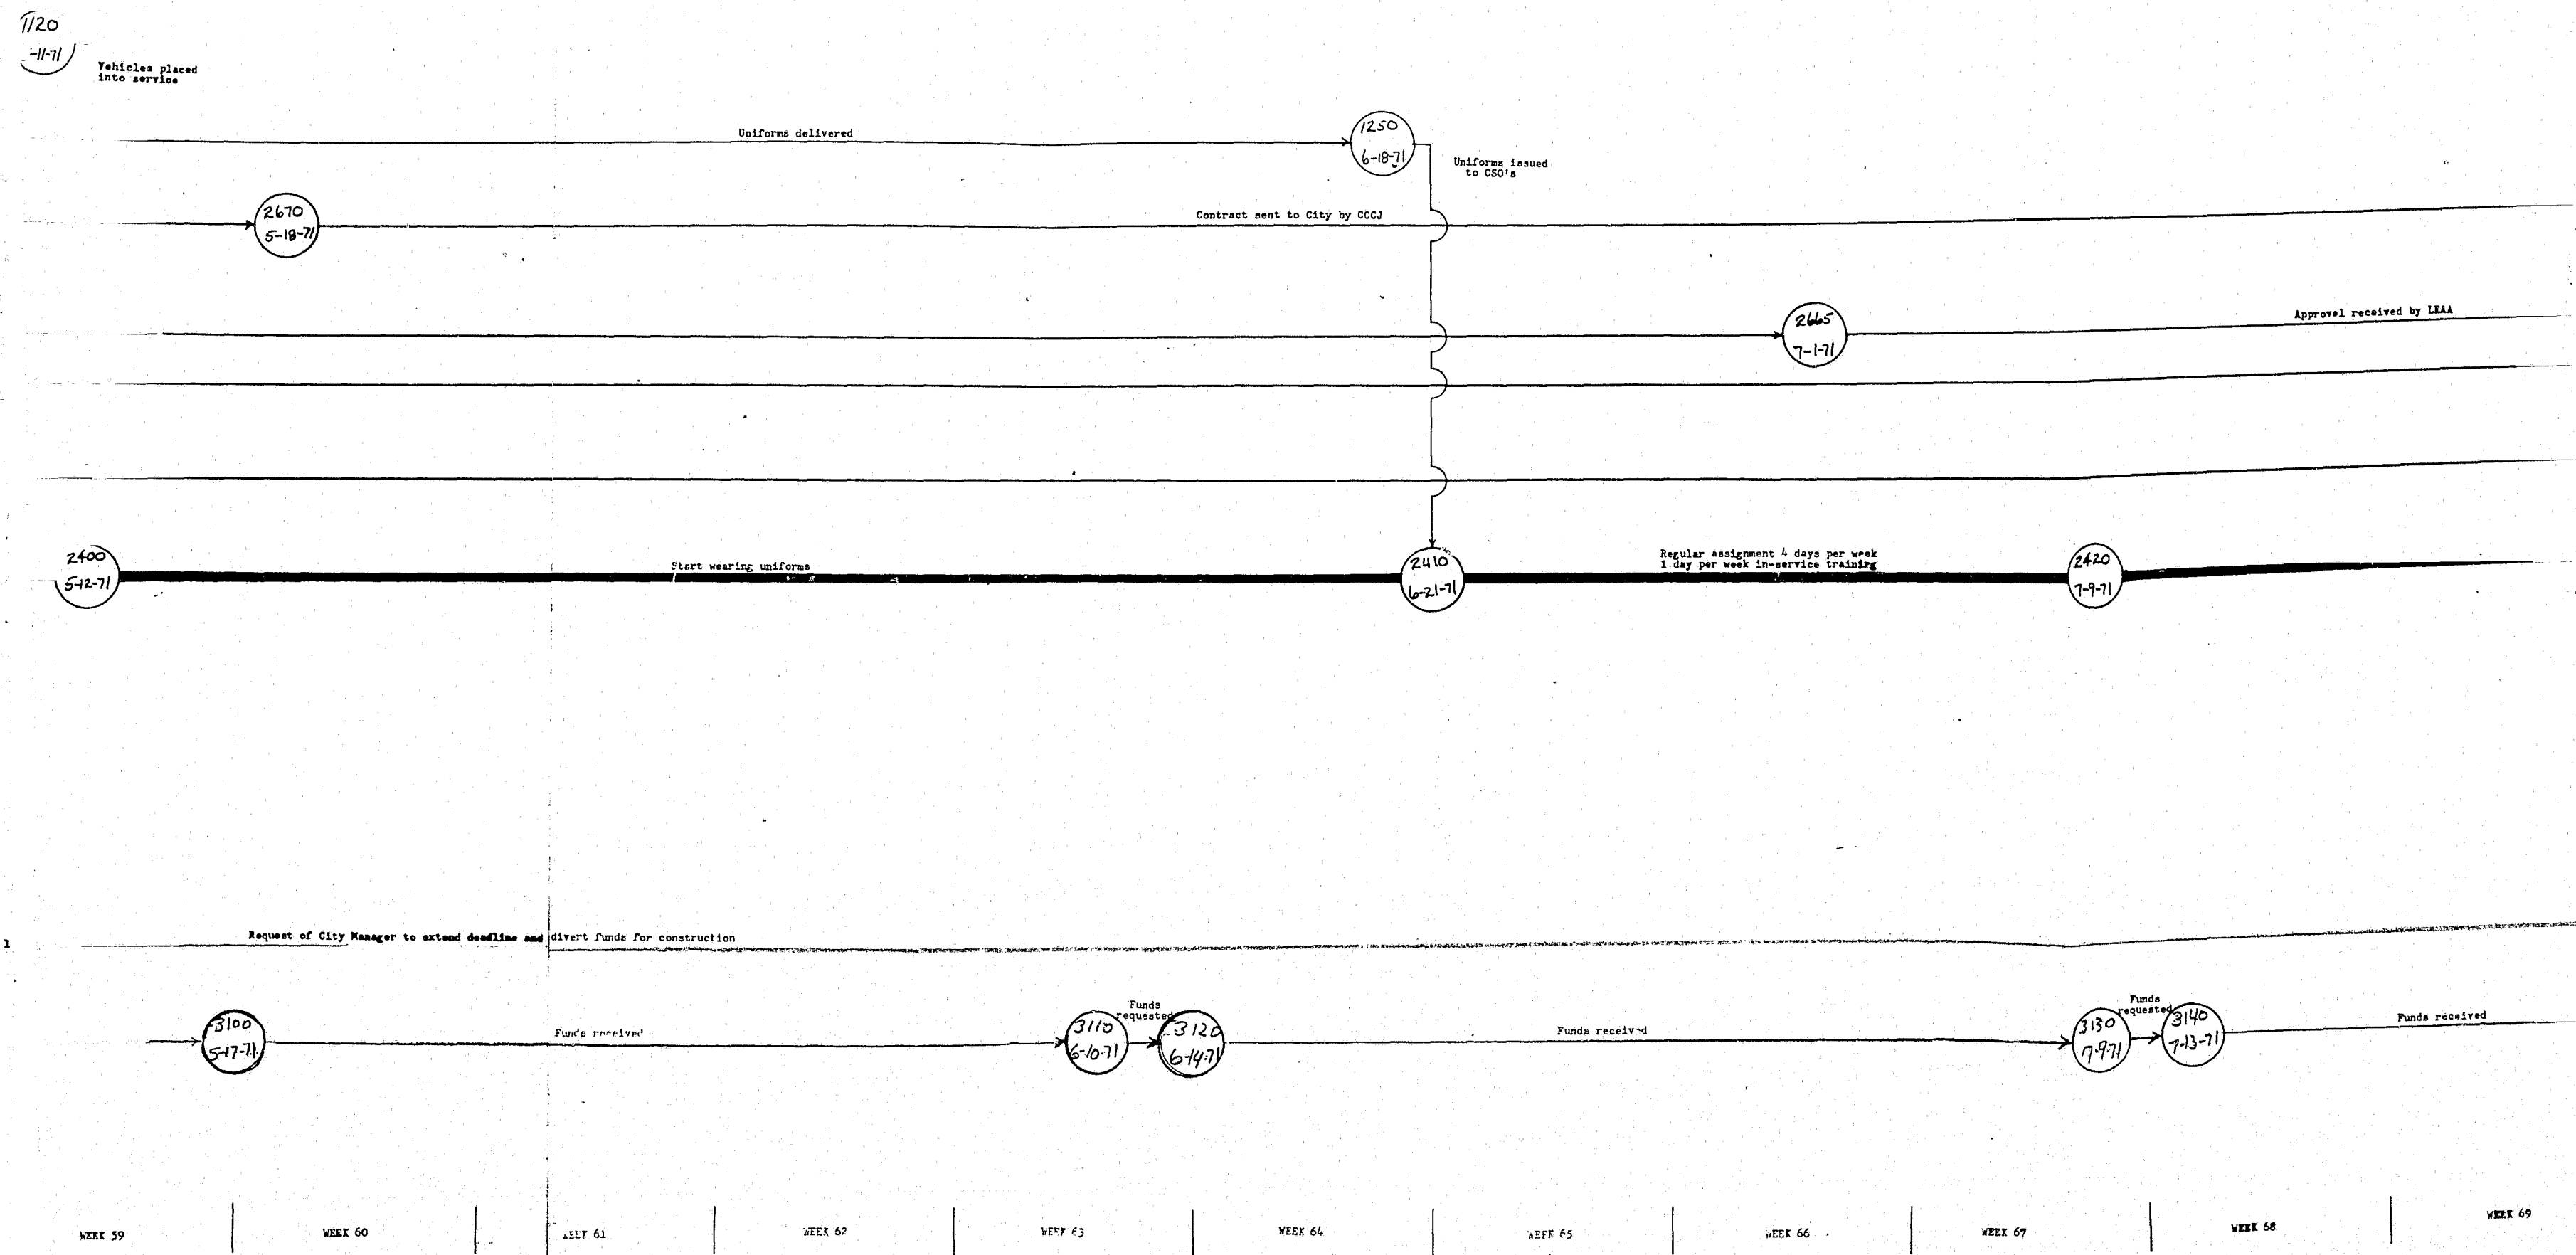 1120
-11-71
Vehicles placed
into service
Uniforms delivered
1250
6-18-71
Uniforms issued
to CSO's
2670
5-18-71
Contract sent to City by CCCJ
2665
7-1-71
Approval received by LEAA
2400
5-12-71
Start wearing uniforms
2410
6-21-71
Regular assignment 4 days per week
1 day per week in-service training
2420
7-9-71
1
Request of City Manager to extend deadline and divert funds for construction
3100
5-17-71
Funds received
3110
6-10-71
Funds
requested
3120
6-14-71
Funds received
3130
7-9-71
Funds
requested
3140
7-13-71
Funds received
WEEK 59
WEEK 60
WEEK 61
WEEK 62
WEEK 63
WEEK 64
WEEK 65
WEEK 66
WEEK 67
WEEK 68
WEEK 69